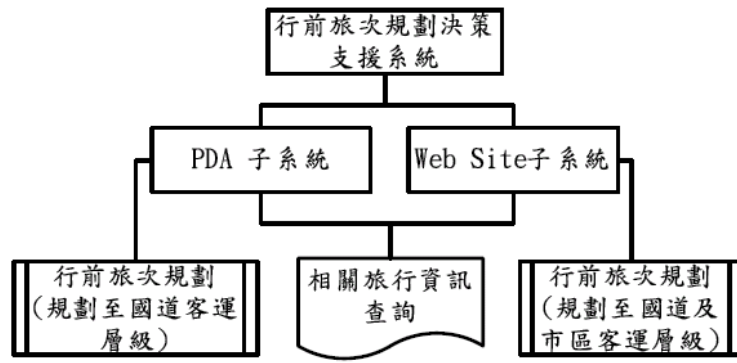 行前旅次規劃決策
支援系統
PDA 子系統
Web Site子系統
行前旅次規劃
(規劃至國道客運
層級)
相關旅行資訊
查詢
行前旅次規劃
(規劃至國道及
市區客運層級)